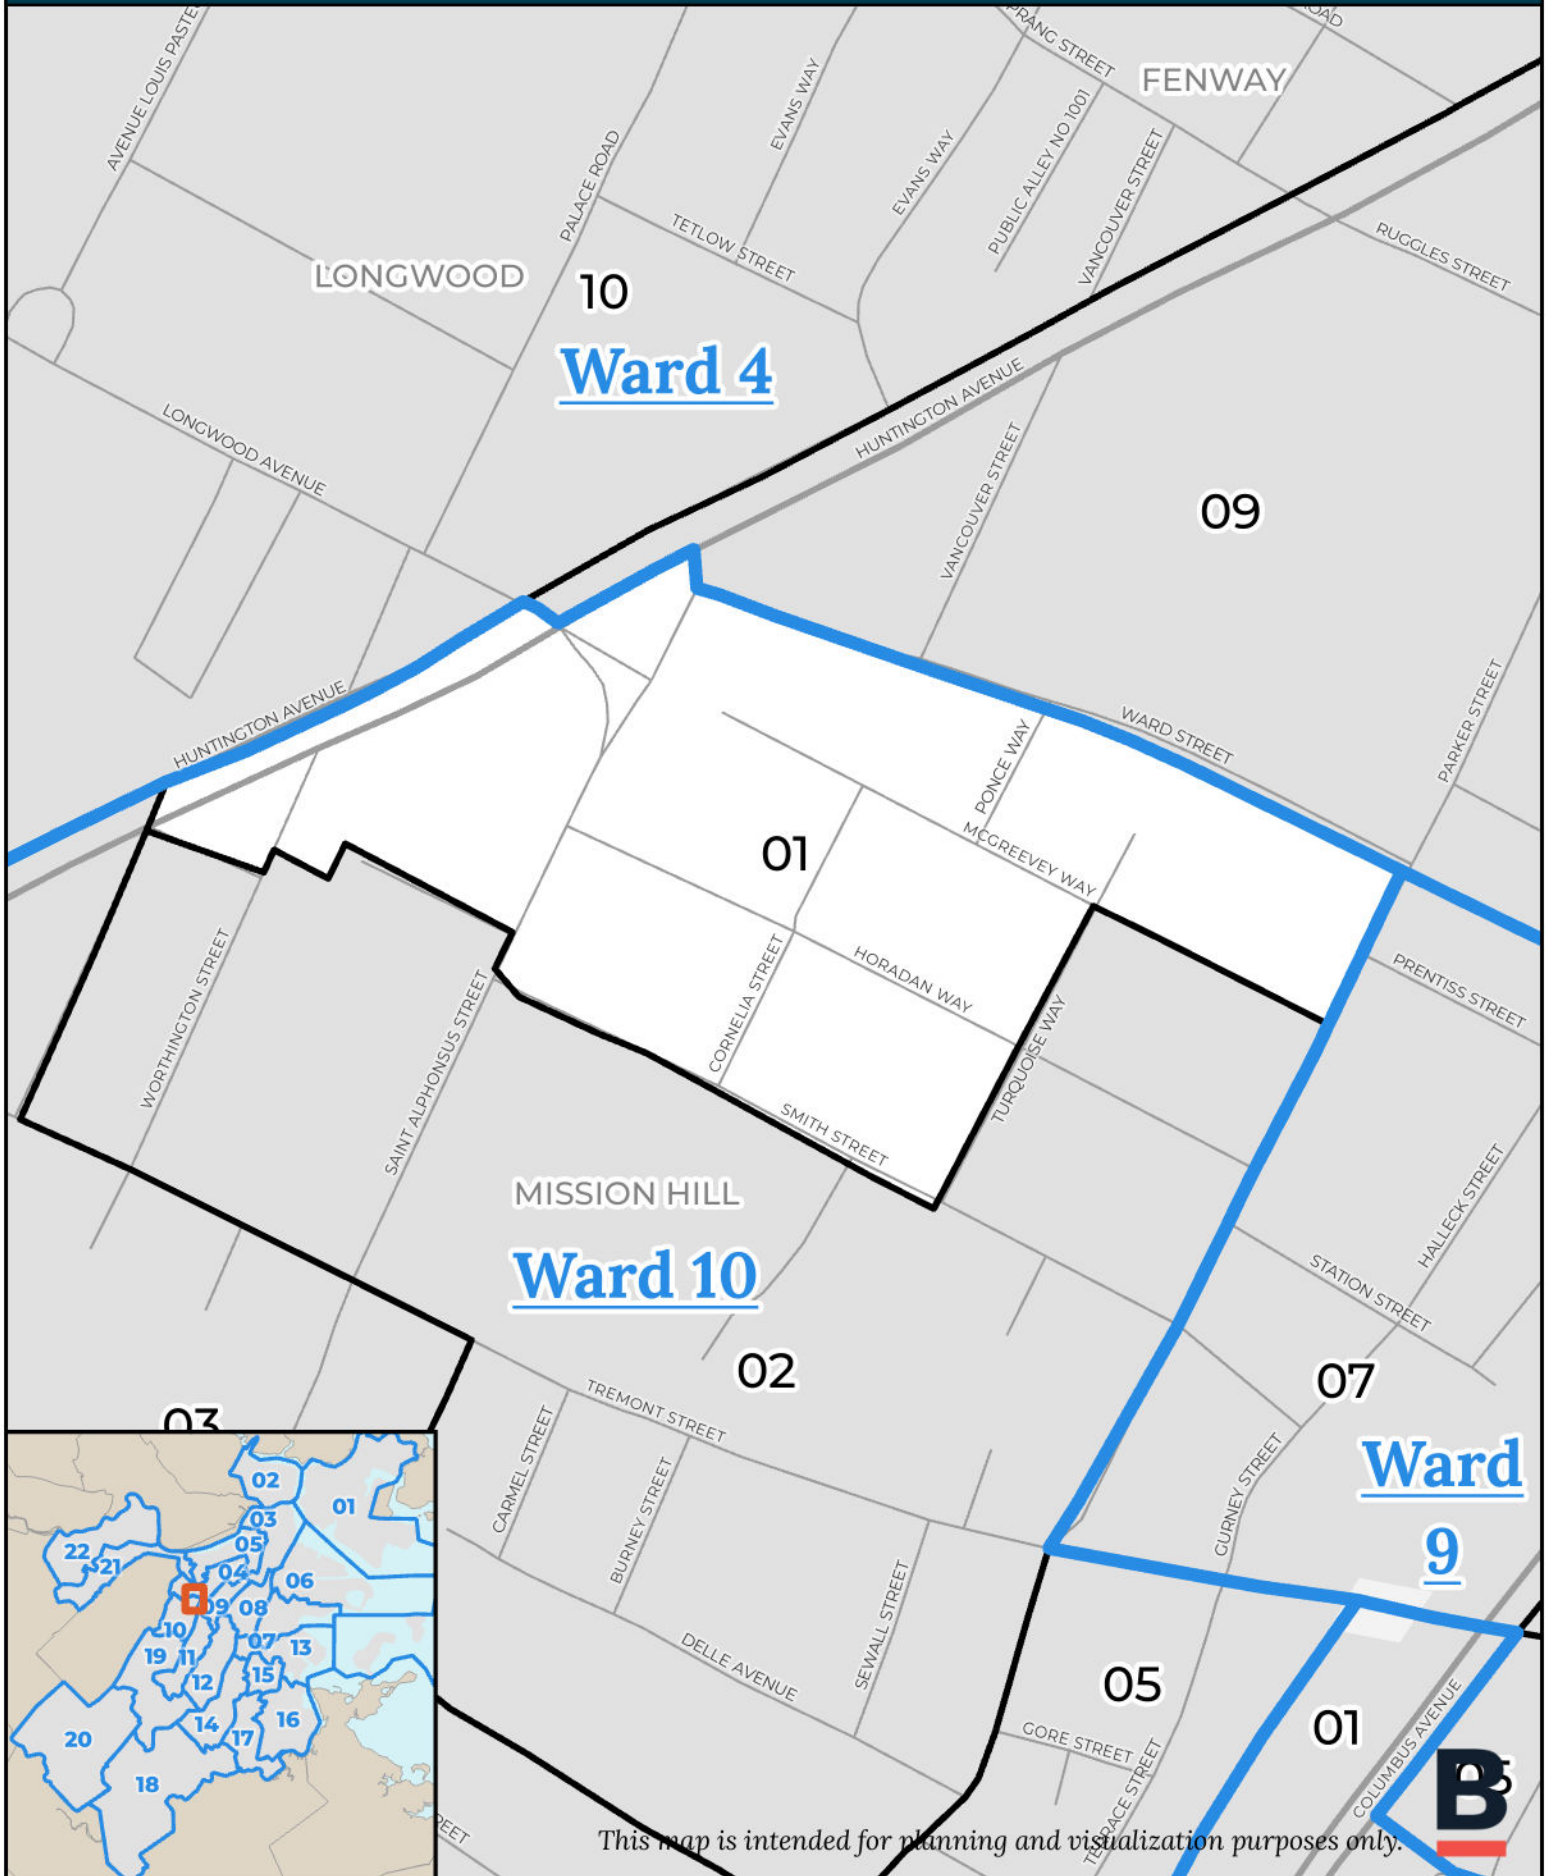 AVENUE LOUIS PASTE
PRANG STREET
OAD
FENWAY
EVANS WAY
PUBLIC ALLEY NO 1001
EVANS WAY
VANCOUVER STREET
PALACE ROAD
TETLOW STREET
RUGGLES STREET
LONGWOOD
10
Ward 4
HUNTINGTON AVENUE
LONGWOOD AVENUE
VANCOUVER STREET
09
HUNTINGTON AVENUE
WARD STREET
PARKER STREET
PONCE WAY
01
MCGREEVEY WAY
WORTHINGTON STREET
CORNELIA STREET
HORADAN WAY
PRENTISS STREET
SAINT ALPHONSUS STREET
TURQUOISE WAY
SMITH STREET
MISSION HILL
Ward 10
HALLECK STREET
STATION STREET
02
07
03
TREMONT STREET
CARMEL STREET
BURNEY STREET
GURNEY STREET
Ward
9
SEWALL STREET
DELLE AVENUE
05
01
GORE STREET
COLUMBUS AVENUE
TERRACE STREET
REET
02
01
03
05
22
21
04
06
09
08
10
07
13
19
11
12
15
14
16
17
20
18
This map is intended for planning and visualization purposes only.
B